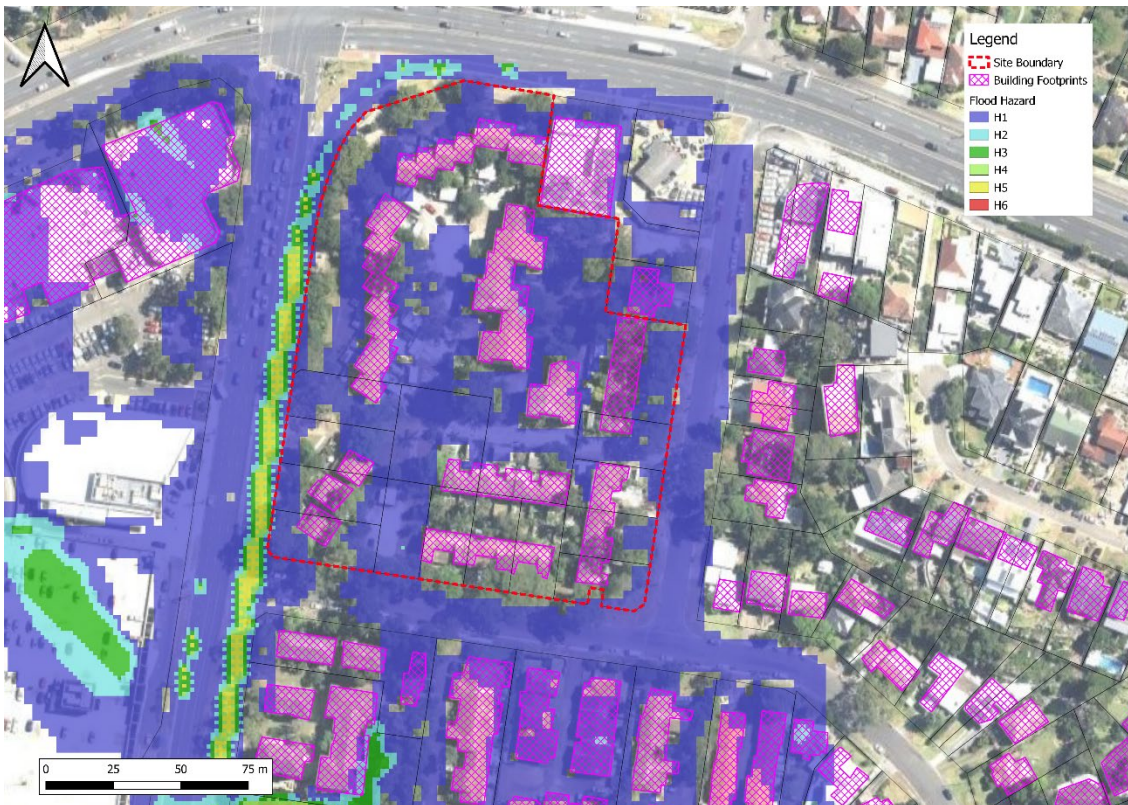 Legend
Site Boundary
Building Footprints
Flood Hazard
H1
H2
H3
H4
H5
H6
0 25 50 75 m